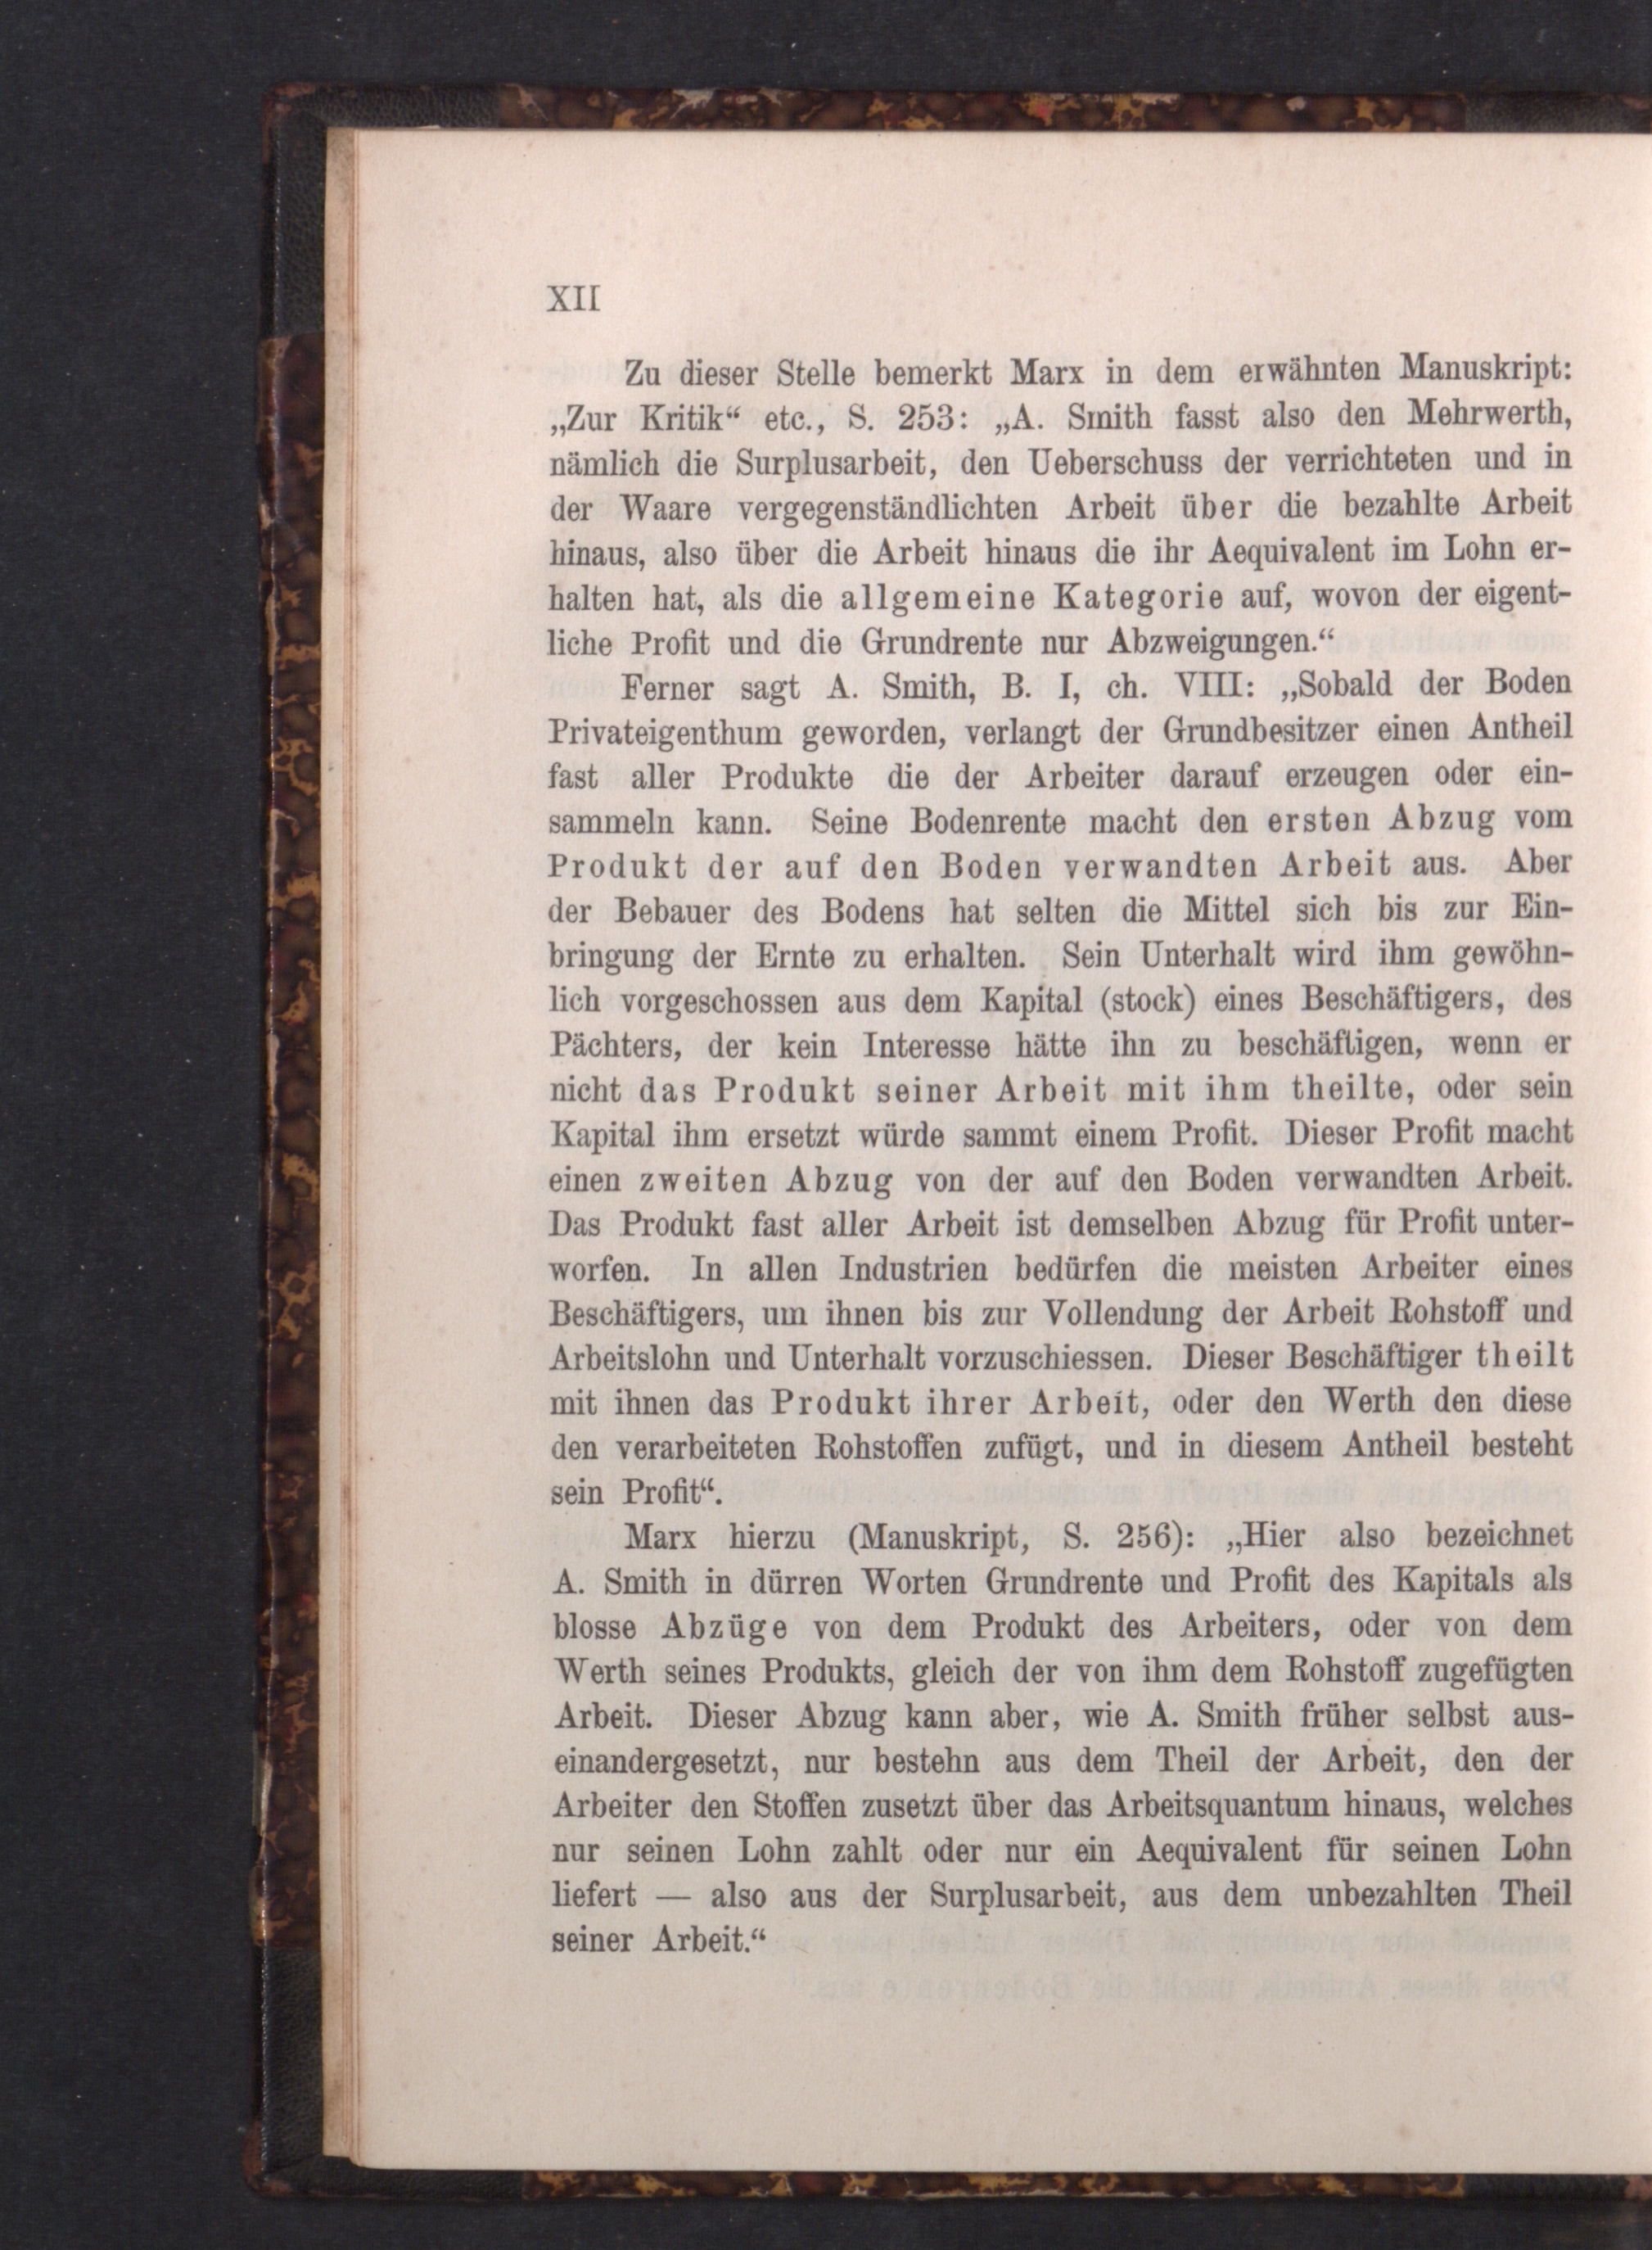 XII
Zu dieser Stelle bemerkt Marx in dem erwähnten Manuskript:
„Zur Kritik“ etc., S. 253: „A. Smith fasst also den Mehrwerth,
nämlich die Surplusarbeit, den Ueberschuss der verrichteten und in
der Waare vergegenständlichten Arbeit über die bezahlte Arbeit
hinaus, also über die Arbeit hinaus die ihr Aequivalent im Lohn er-
halten hat, als die allgemeine Kategorie auf, wovon der eigent-
liche Profit und die Grundrente nur Abzweigungen.“
Ferner sagt A. Smith, B. I, ch. VIII: „Sobald der Boden
Privateigenthum geworden, verlangt der Grundbesitzer einen Antheil
fast aller Produkte die der Arbeiter darauf erzeugen oder ein-
sammeln kann. Seine Bodenrente macht den ersten Abzug vom
Produkt der auf den Boden verwandten Arbeit aus. Aber
der Bebauer des Bodens hat selten die Mittel sich bis zur Ein-
bringung der Ernte zu erhalten. Sein Unterhalt wird ihm gewöhn-
lich vorgeschossen aus dem Kapital (stock) eines Beschäftigers, des
Pächters, der kein Interesse hätte ihn zu beschäftigen, wenn er
nicht das Produkt seiner Arbeit mit ihm theilte, oder sein
Kapital ihm ersetzt würde sammt einem Profit. Dieser Profit macht
einen zweiten Abzug von der auf den Boden verwandten Arbeit.
Das Produkt fast aller Arbeit ist demselben Abzug für Profit unter-
worfen. In allen Industrien bedürfen die meisten Arbeiter eines
Beschäftigers, um ihnen bis zur Vollendung der Arbeit Rohstoff und
Arbeitslohn und Unterhalt vorzuschiessen. Dieser Beschäftiger theilt
mit ihnen das Produkt ihrer Arbeit, oder den Werth den diese
den verarbeiteten Rohstoffen zufügt, und in diesem Antheil besteht
sein Profit“.
Marx hierzu (Manuskript, S. 256): „Hier also bezeichnet
A. Smith in dürren Worten Grundrente und Profit des Kapitals als
blosse Abzüge von dem Produkt des Arbeiters, oder von dem
Werth seines Produkts, gleich der von ihm dem Rohstoff zugefügten
Arbeit. Dieser Abzug kann aber, wie A. Smith früher selbst aus-
einandergesetzt, nur bestehn aus dem Theil der Arbeit, den der
Arbeiter den Stoffen zusetzt über das Arbeitsquantum hinaus, welches
nur seinen Lohn zahlt oder nur ein Aequivalent für seinen Lohn
liefert — also aus der Surplusarbeit, aus dem unbezahlten Theil
seiner Arbeit.“